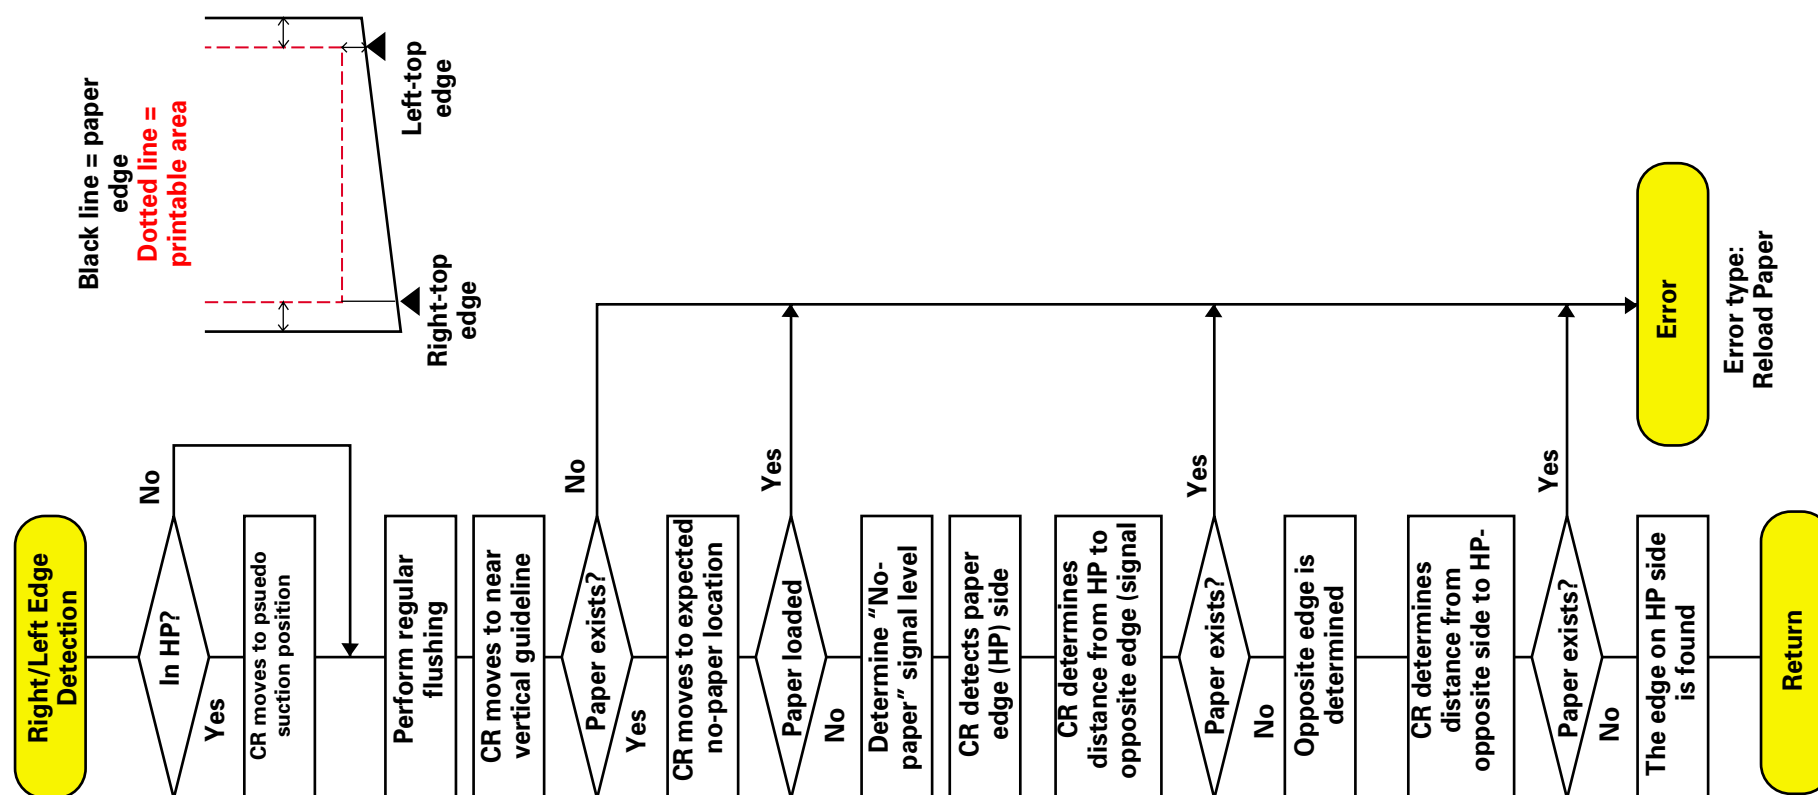 Black line = paper
edge
Dotted line =
printable area
Left-top
edge
Right-top
edge
Right/Left Edge
Detection
In HP?
No
Yes
CR moves to psuedo
suction position
Perform regular
flushing
CR moves to near
vertical guideline
Paper exists?
No
Yes
CR moves to expected
no-paper location
Paper loaded
Yes
No
Determine “No-
paper” signal level
CR detects paper
edge (HP) side
CR determines
distance from HP to
opposite edge (signal
Paper exists?
Yes
No
Opposite edge is
determined
CR determines
distance from
opposite side to HP-
Paper exists?
Yes
No
The edge on HP side
is found
Return
Error
Error type:
Reload Paper